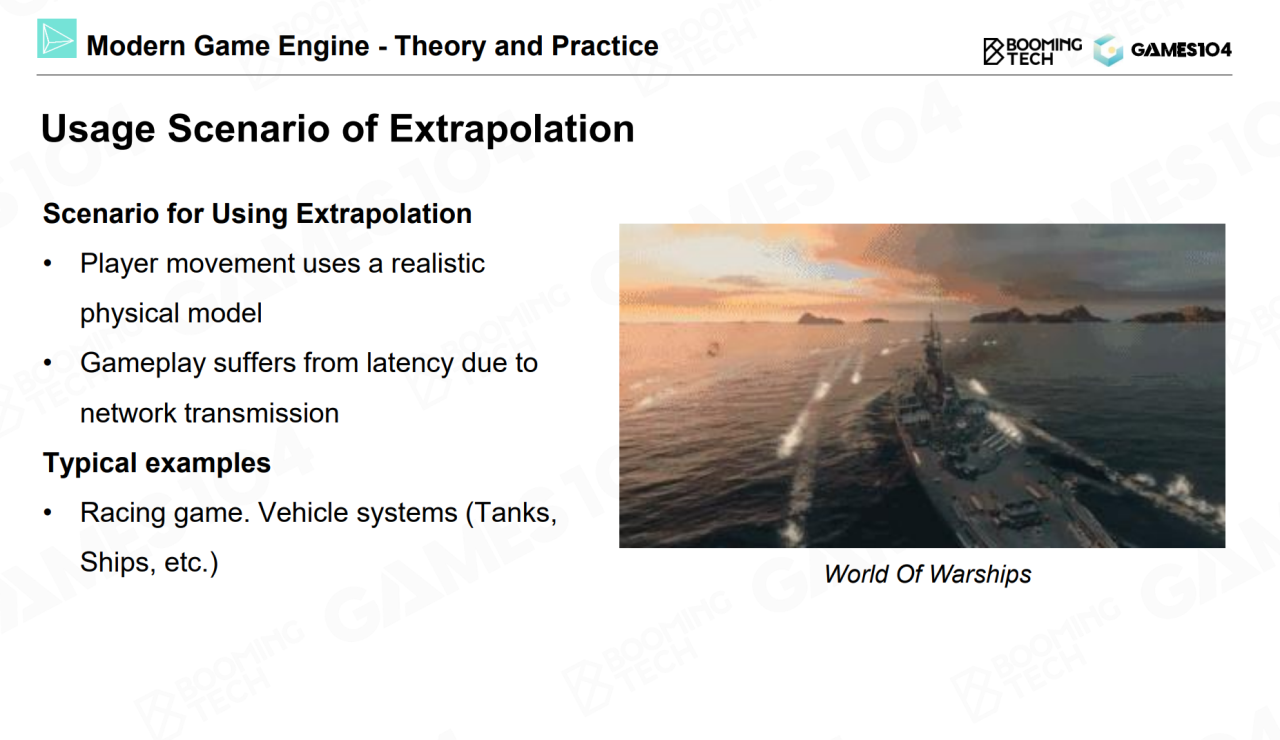 Modern Game Engine - Theory and Practice
BOOMING
TECH
GAMES104
Usage Scenario of Extrapolation
Scenario for Using Extrapolation
• Player movement uses a realistic
physical model
• Gameplay suffers from latency due to
network transmission
Typical examples
• Racing game. Vehicle systems (Tanks,
Ships, etc.)
World Of Warships